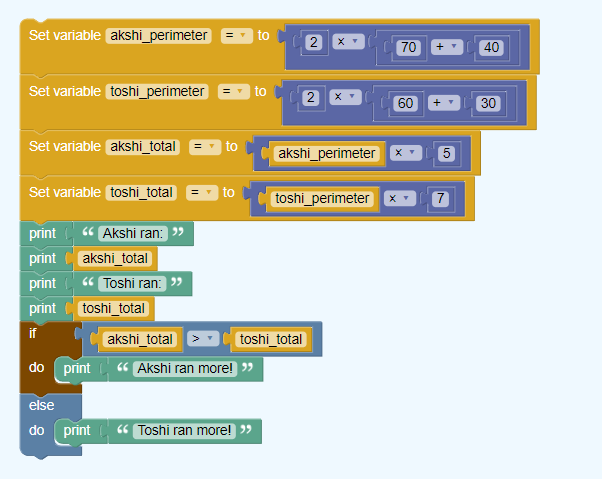 Set variable akshi_perimeter = to 2 × 70 + 40
Set variable toshi_perimeter = to 2 × 60 + 30
Set variable akshi_total = to akshi_perimeter × 5
Set variable toshi_total = to toshi_perimeter × 7
print “ Akshi ran: ”
print akshi_total
print “ Toshi ran: ”
print toshi_total
if akshi_total > toshi_total
do print “ Akshi ran more! ”
else
do print “ Toshi ran more! ”